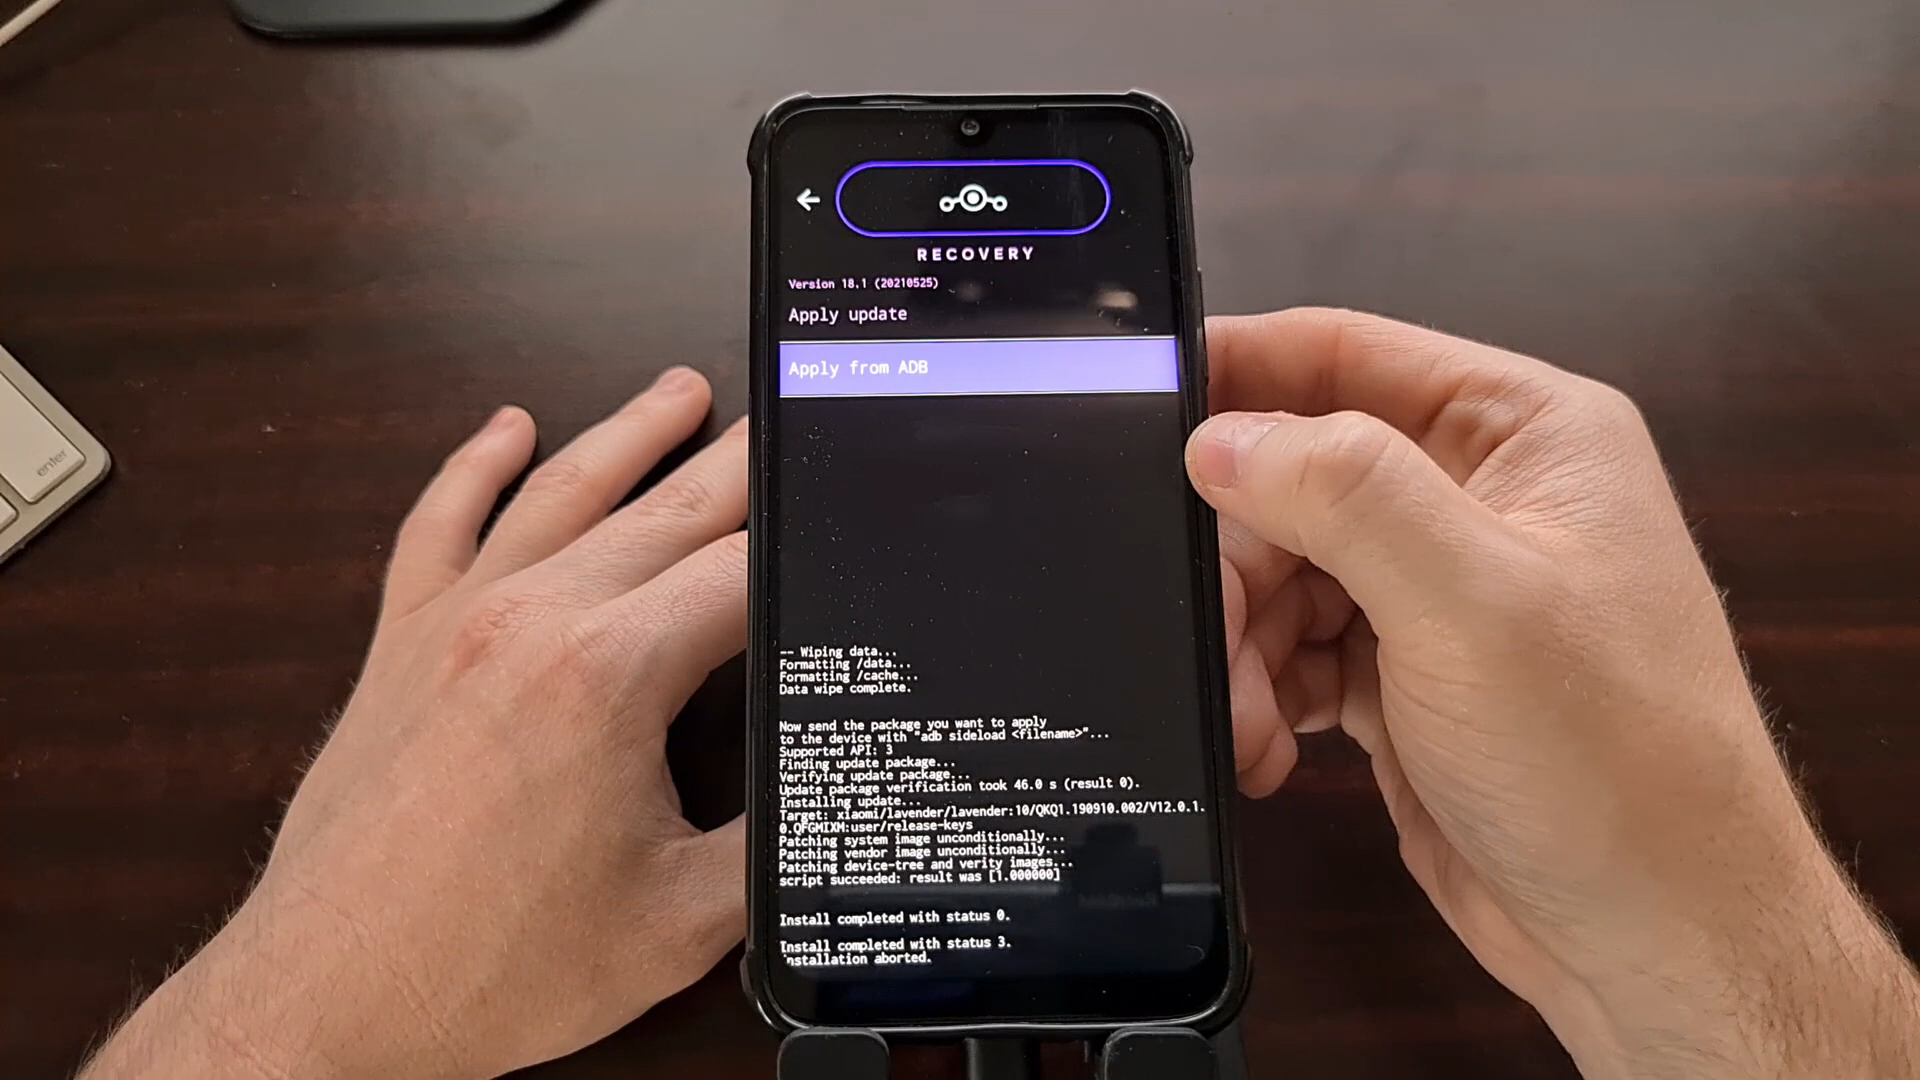 enter
RECOVERY
Version 18.1 (20210525)
Apply update
Apply from ADB
-- Wiping data...
Formatting /data...
Formatting /cache...
Data wipe complete.
Now send the package you want to apply
to the device with "adb sideload <filename>"...
Supported API: 3
Finding update package...
Verifying update package...
Update package verification took 46.0 s (result 0).
Installing update...
Target: xiaomi/lavender/lavender:10/QKQ1.190910.002/V12.0.1.
0.QFGMIXM:user/release-keys
Patching system image unconditionally...
Patching vendor image unconditionally...
Patching device-tree and verity images...
script succeeded: result was [1.000000]
Install completed with status 0.
Install completed with status 3.
Installation aborted.